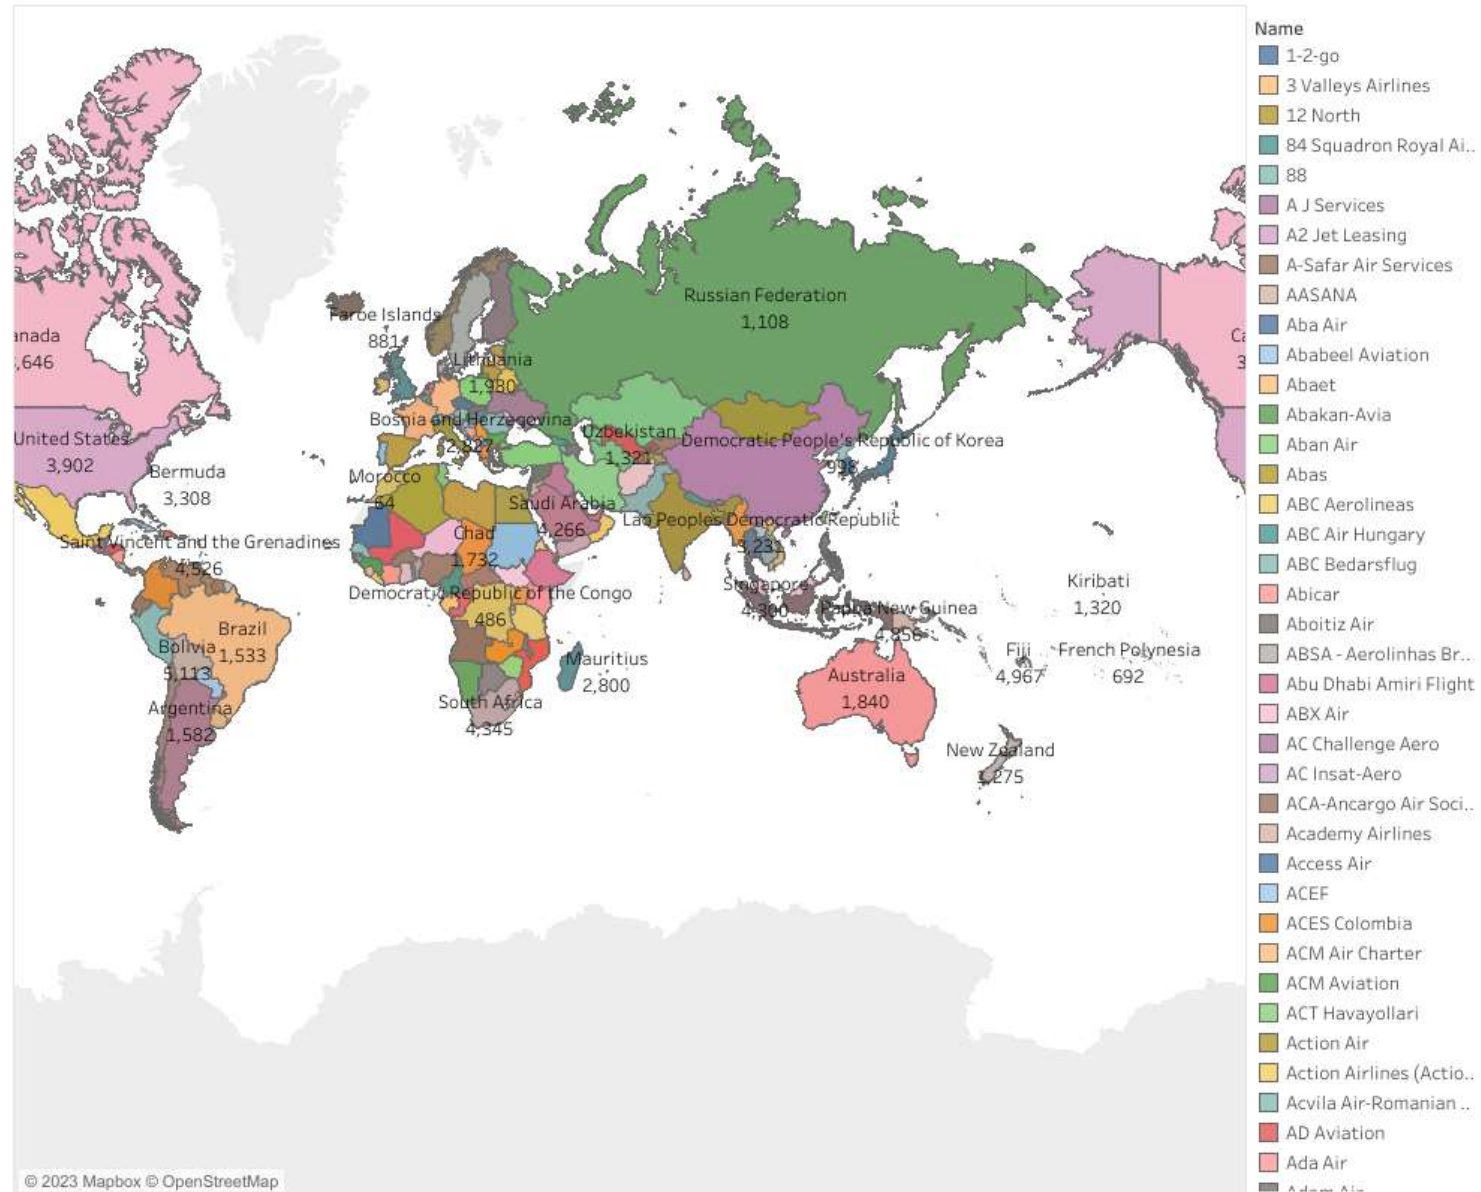 anada
,646
United States
3,902
Bermuda
3,308
Saint Vincent and the Grenadines
4,526
Brazil
1,533
Bolivia
5,113
Argentina
1,582
Faroe Islands
881
Lithuania
1,930
Bosnia and Herzegovina
2,827
Morocco
64
Uzbekistan
1,321
Saudi Arabia
4,266
Chad
1,732
Democratic Republic of the Congo
486
Mauritius
2,800
South Africa
4,345
Russian Federation
1,108
Democratic People's Republic of Korea
998
Lao Peoples Democratic Republic
3,231
Singapore
4,300
Papua New Guinea
4,856
Kiribati
1,320
Fiji
4,967
French Polynesia
692
Australia
1,840
New Zealand
1,275
Ca
3
© 2023 Mapbox © OpenStreetMap
Name
1-2-go
3 Valleys Airlines
12 North
84 Squadron Royal Ai..
88
A J Services
A2 Jet Leasing
A-Safar Air Services
AASANA
Aba Air
Ababeel Aviation
Abaet
Abakan-Avia
Aban Air
Abas
ABC Aerolineas
ABC Air Hungary
ABC Bedarsflug
Abicar
Aboitiz Air
ABSA - Aerolinhas Br..
Abu Dhabi Amiri Flight
ABX Air
AC Challenge Aero
AC Insat-Aero
ACA-Ancargo Air Soci..
Academy Airlines
Access Air
ACEF
ACES Colombia
ACM Air Charter
ACM Aviation
ACT Havayollari
Action Air
Action Airlines (Actio..
Acvila Air-Romanian ..
AD Aviation
Ada Air
Adam Air